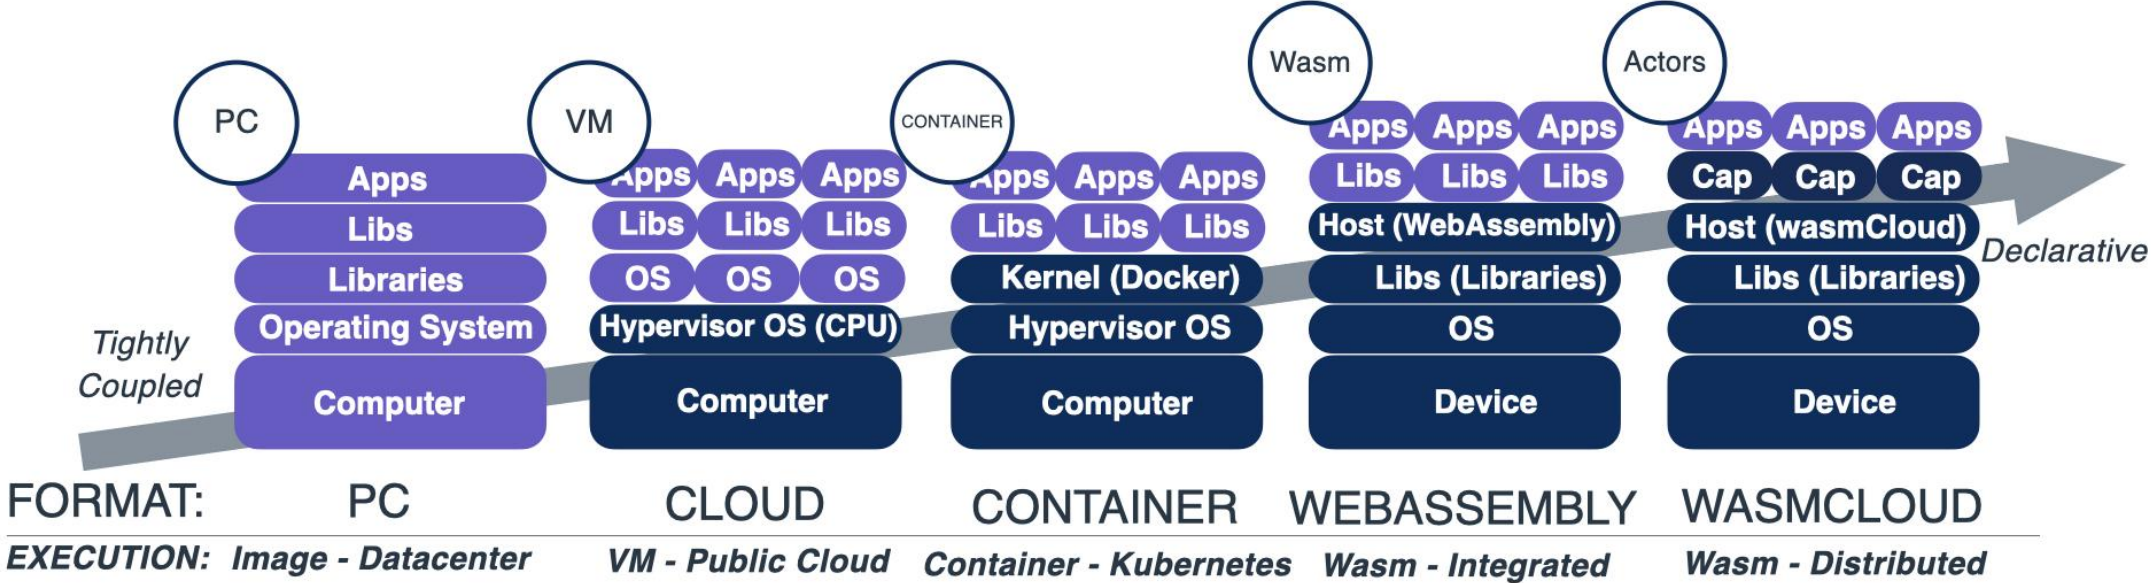 PC
Apps
Libs
Libraries
Operating System
Computer
VM
Apps Apps Apps
Libs Libs Libs
OS OS OS
Hypervisor OS (CPU)
Computer
CONTAINER
Apps Apps Apps
Libs Libs Libs
Kernel (Docker)
Hypervisor OS
Computer
Wasm
Apps Apps Apps
Libs Libs Libs
Host (WebAssembly)
Libs (Libraries)
OS
Device
Actors
Apps Apps Apps
Cap Cap Cap
Host (wasmCloud)
Libs (Libraries)
OS
Device
Tightly
Coupled
Declarative
FORMAT: PC CLOUD CONTAINER WEBASSEMBLY WASMCLOUD
EXECUTION: Image - Datacenter VM - Public Cloud Container - Kubernetes Wasm - Integrated Wasm - Distributed